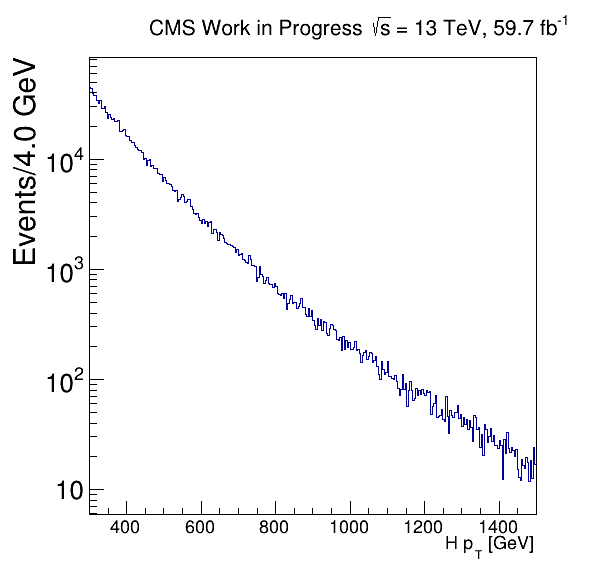 CMS Work in Progress √s = 13 TeV, 59.7 fb⁻¹
Events/4.0 GeV
10⁴
10³
10²
10
400 600 800 1000 1200 1400
H p_T [GeV]